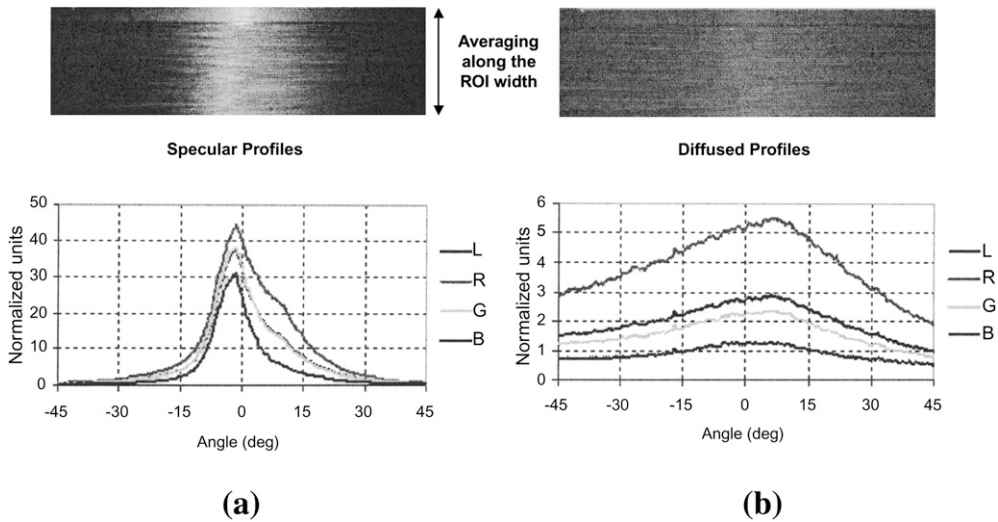 Averaging
along the
ROI width
Specular Profiles
Diffused Profiles
Normalized units
50
40
30
20
10
0
-45 -30 -15 0 15 30 45
Angle (deg)
L
R
G
B
Normalized units
6
5
4
3
2
1
0
-45 -30 -15 0 15 30 45
Angle (deg)
L
R
G
B
(a)
(b)